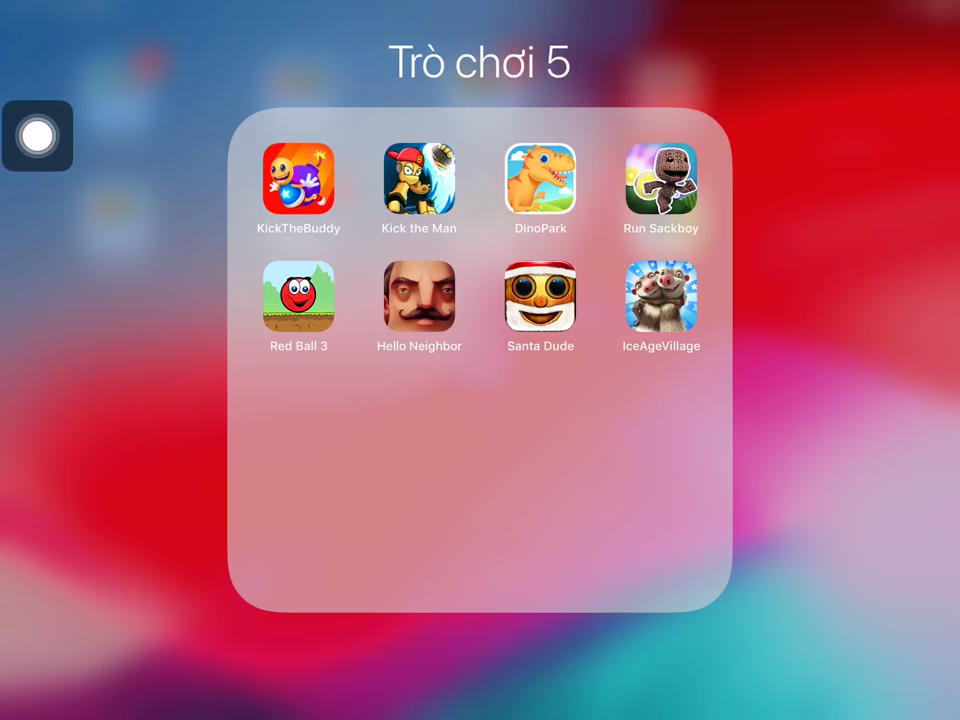 Trò chơi 5
KickTheBuddy
Kick the Man
DinoPark
Run Sackboy
Red Ball 3
Hello Neighbor
Santa Dude
IceAgeVillage